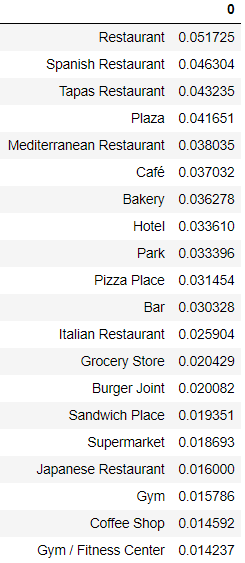 0
Restaurant 0.051725
Spanish Restaurant 0.046304
Tapas Restaurant 0.043235
Plaza 0.041651
Mediterranean Restaurant 0.038035
Café 0.037032
Bakery 0.036278
Hotel 0.033610
Park 0.033396
Pizza Place 0.031454
Bar 0.030328
Italian Restaurant 0.025904
Grocery Store 0.020429
Burger Joint 0.020082
Sandwich Place 0.019351
Supermarket 0.018693
Japanese Restaurant 0.016000
Gym 0.015786
Coffee Shop 0.014592
Gym / Fitness Center 0.014237